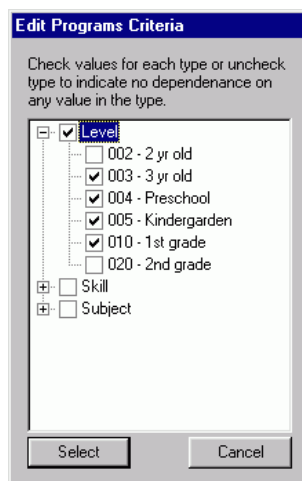 Edit Programs Criteria
Check values for each type or uncheck
type to indicate no dependenance on
any value in the type.
Level
002 - 2 yr old
003 - 3 yr old
004 - Preschool
005 - Kindergarden
010 - 1st grade
020 - 2nd grade
Skill
Subject
Select Cancel